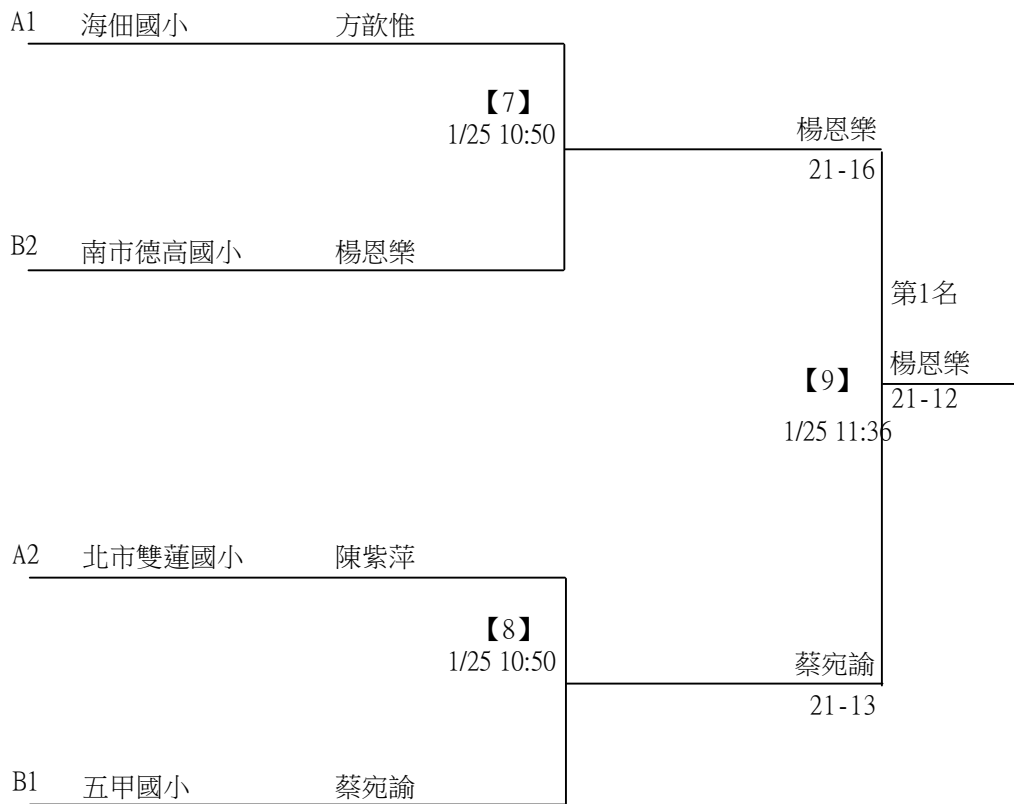 A1 海佃國小 方歆惟
【7】
1/25 10:50
楊恩樂
21-16
B2 南市德高國小 楊恩樂
第1名
楊恩樂
【9】
21-12
1/25 11:36
A2 北市雙蓮國小 陳紫萍
【8】
1/25 10:50
蔡宛諭
21-13
B1 五甲國小 蔡宛諭